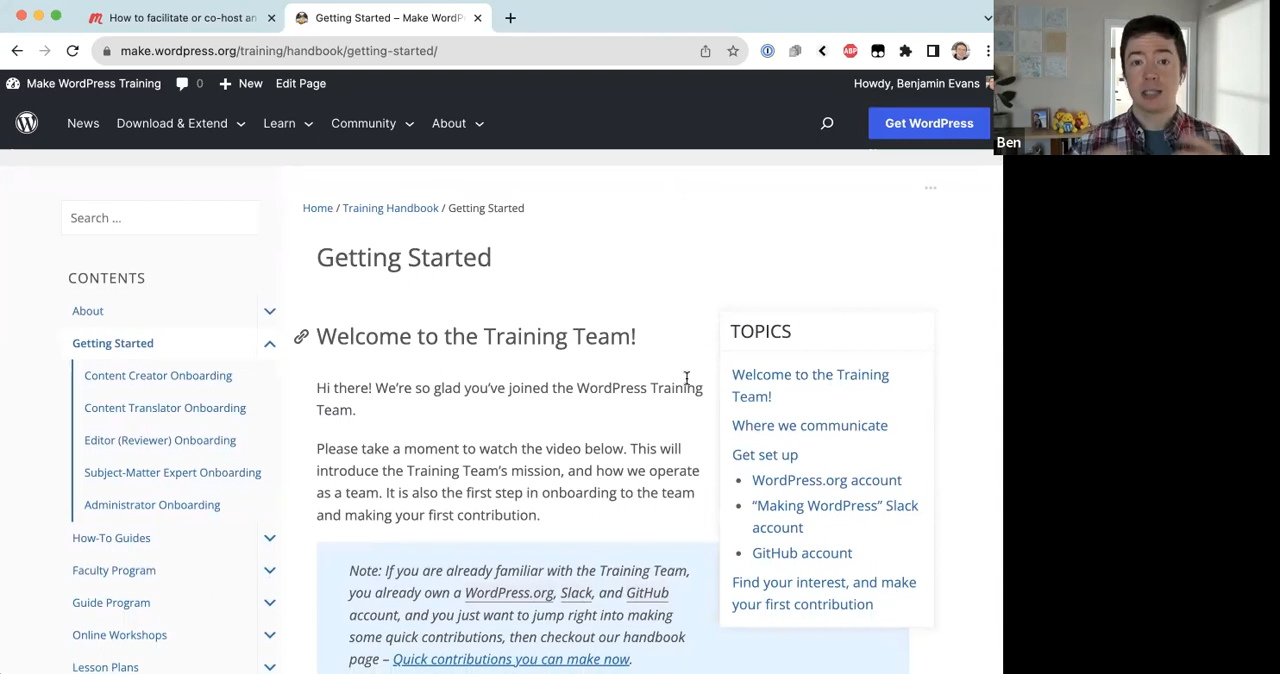 How to facilitate or co-host an
Getting Started – Make WordP
make.wordpress.org/training/handbook/getting-started/
ABP
Make WordPress Training
0
New
Edit Page
Howdy, Benjamin Evans
News
Download & Extend
Learn
Community
About
Get WordPress
Ben
Search ...
Home / Training Handbook / Getting Started
Getting Started
CONTENTS
About
Getting Started
Content Creator Onboarding
Content Translator Onboarding
Editor (Reviewer) Onboarding
Subject-Matter Expert Onboarding
Administrator Onboarding
How-To Guides
Faculty Program
Guide Program
Online Workshops
Lesson Plans
Welcome to the Training Team!
Hi there! We're so glad you've joined the WordPress Training
Team.
Please take a moment to watch the video below. This will
introduce the Training Team's mission, and how we operate
as a team. It is also the first step in onboarding to the team
and making your first contribution.
Note: If you are already familiar with the Training Team,
you already own a WordPress.org, Slack, and GitHub
account, and you just want to jump right into making
some quick contributions, then checkout our handbook
page – Quick contributions you can make now.
TOPICS
Welcome to the Training
Team!
Where we communicate
Get set up
WordPress.org account
"Making WordPress" Slack
account
GitHub account
Find your interest, and make
your first contribution